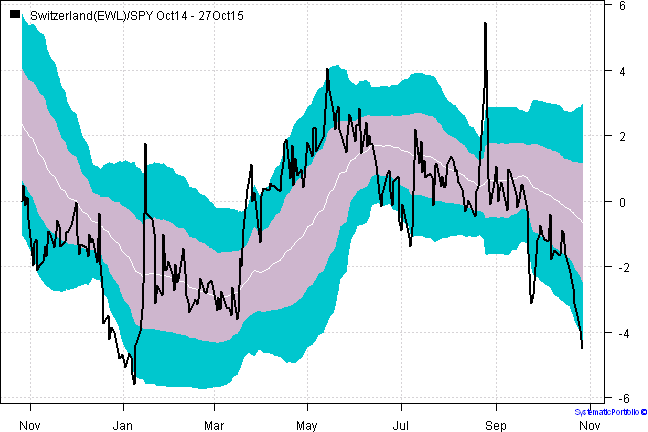 Switzerland(EWL)/SPY Oct14 - 27Oct15
6
4
2
0
-2
-4
-6
SystematicPortfolio ©
Nov Jan Mar May Jul Sep Nov